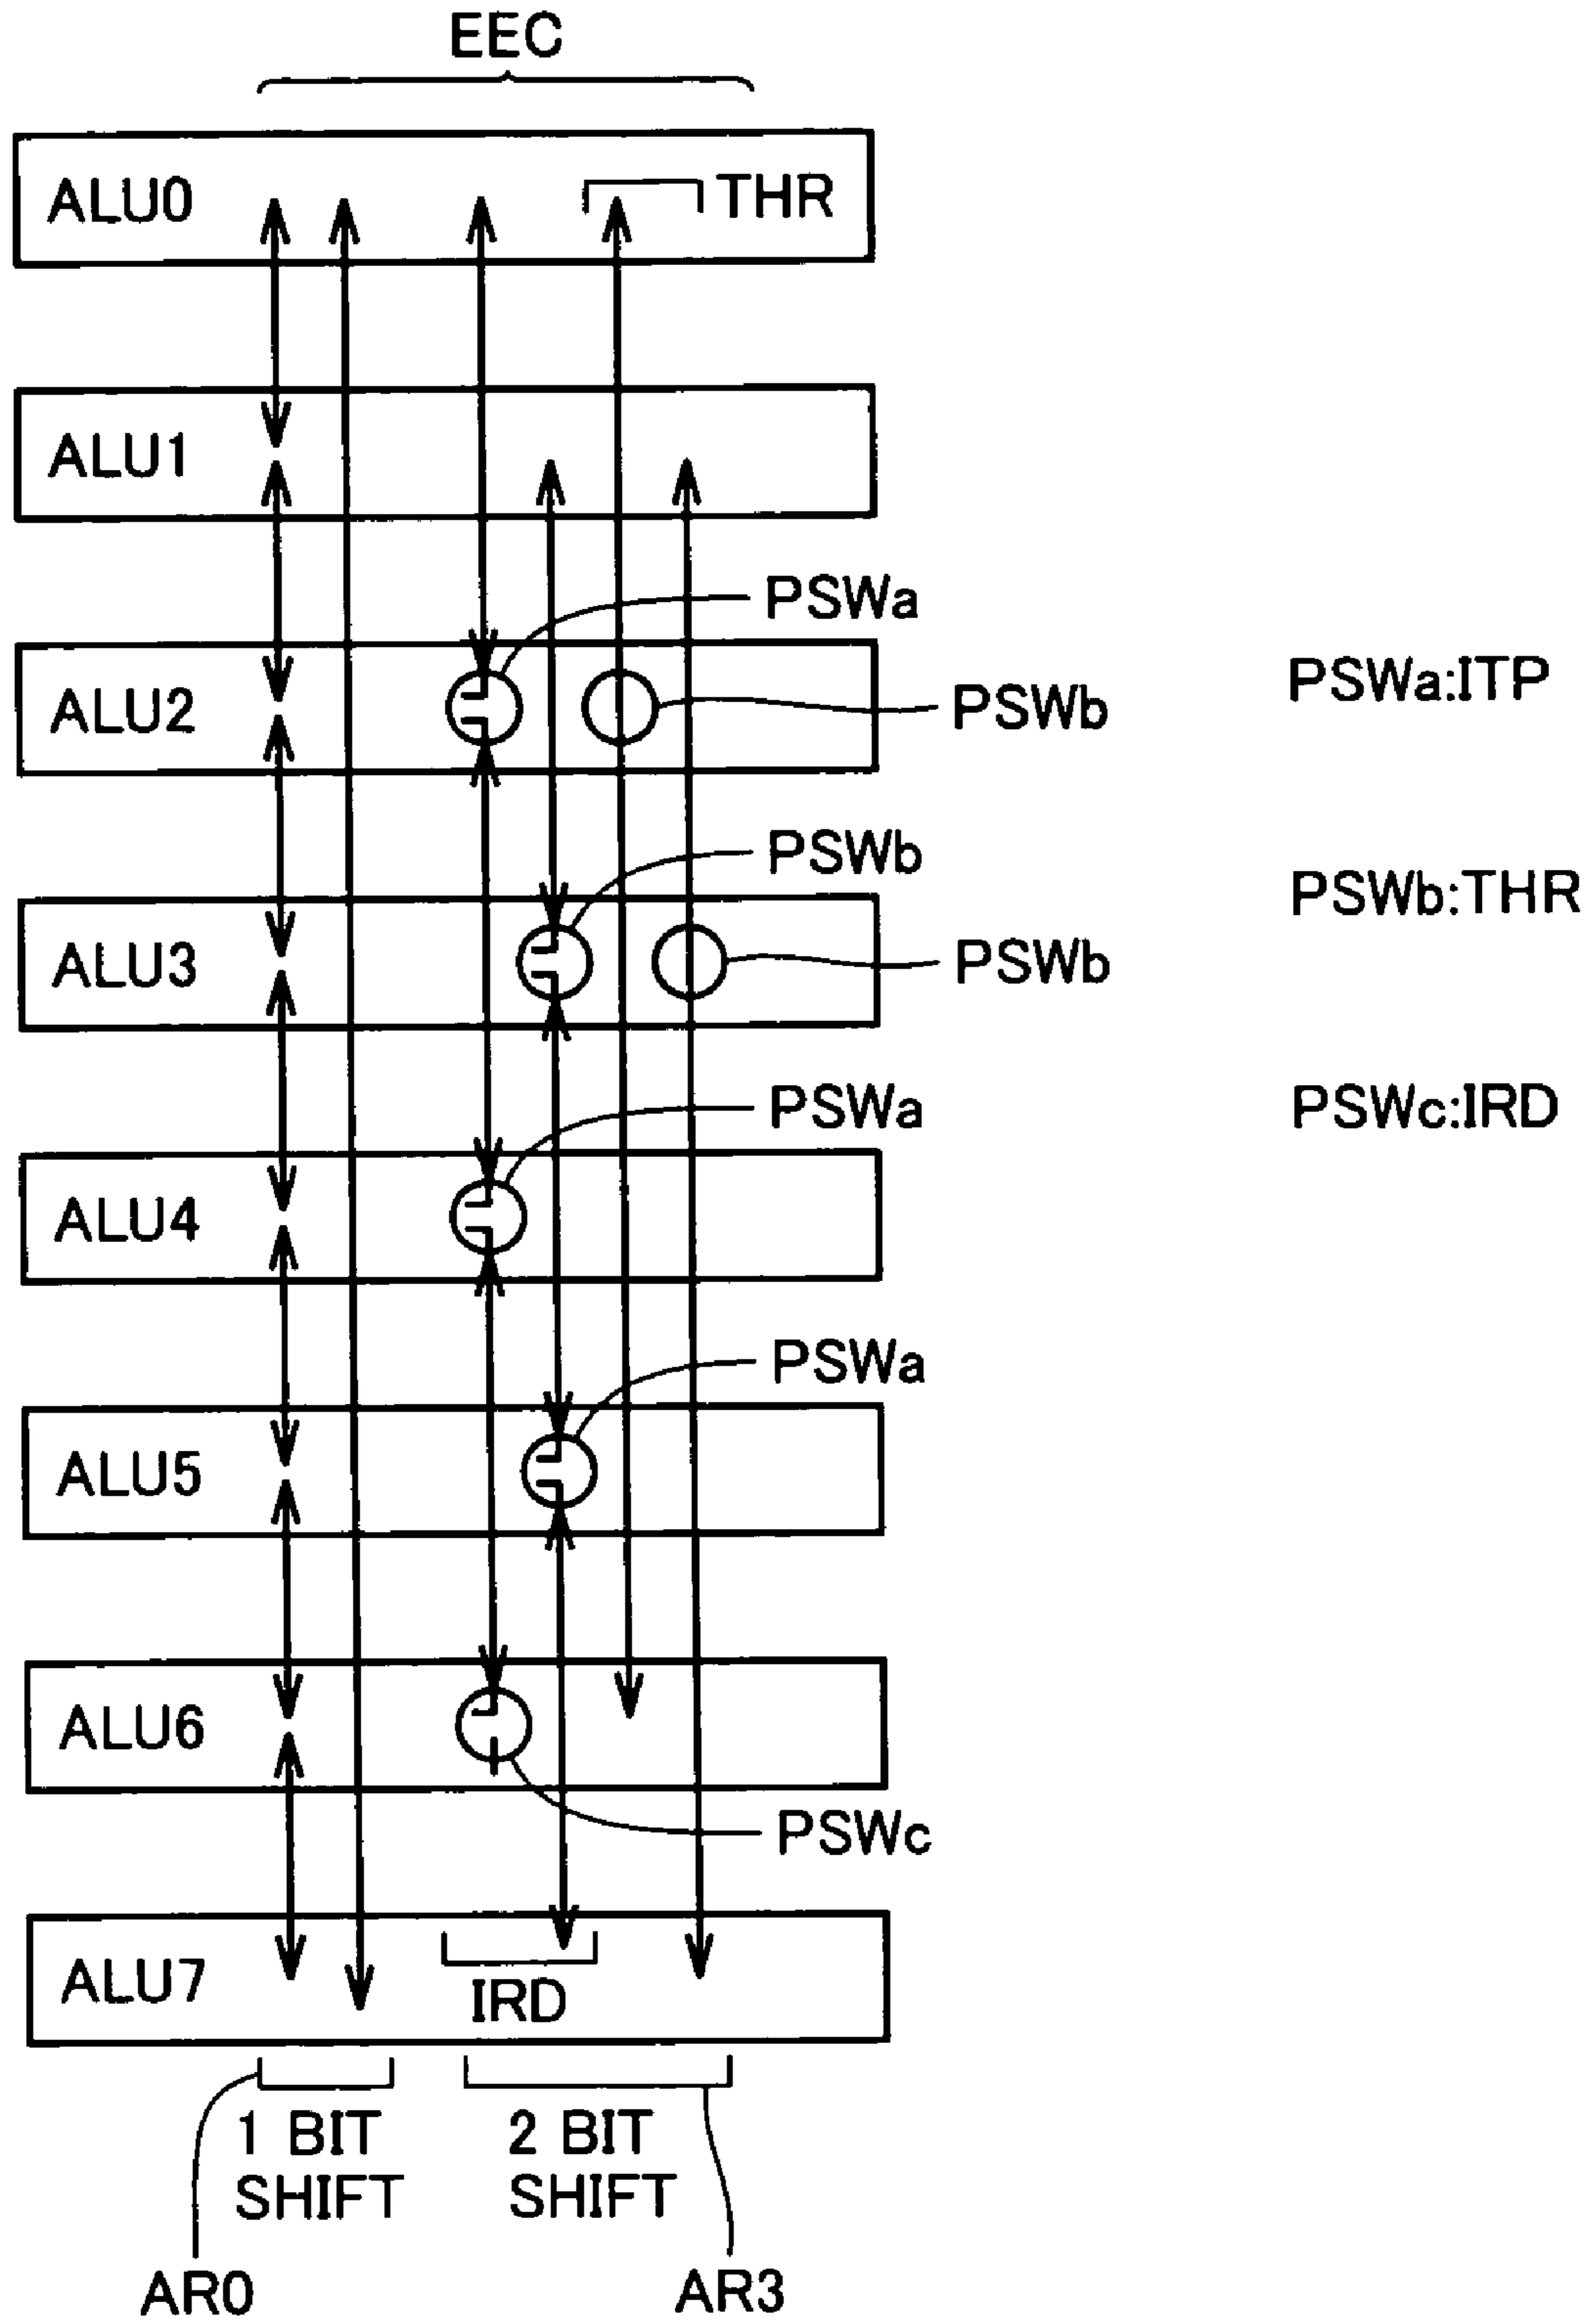 EEC
ALU0
THR
ALU1
PSWa
ALU2
PSWb
PSWa:ITP
PSWb
PSWb:THR
ALU3
PSWb
PSWa
PSWc:IRD
ALU4
PSWa
ALU5
ALU6
PSWc
ALU7
IRD
1 BIT
SHIFT
2 BIT
SHIFT
AR0
AR3